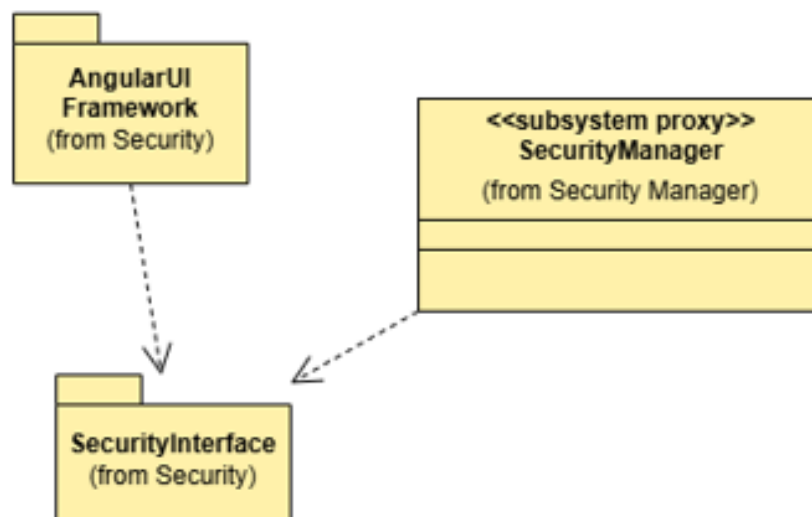 AngularUI
Framework
(from Security)
<<subsystem proxy>>
SecurityManager
(from Security Manager)
SecurityInterface
(from Security)